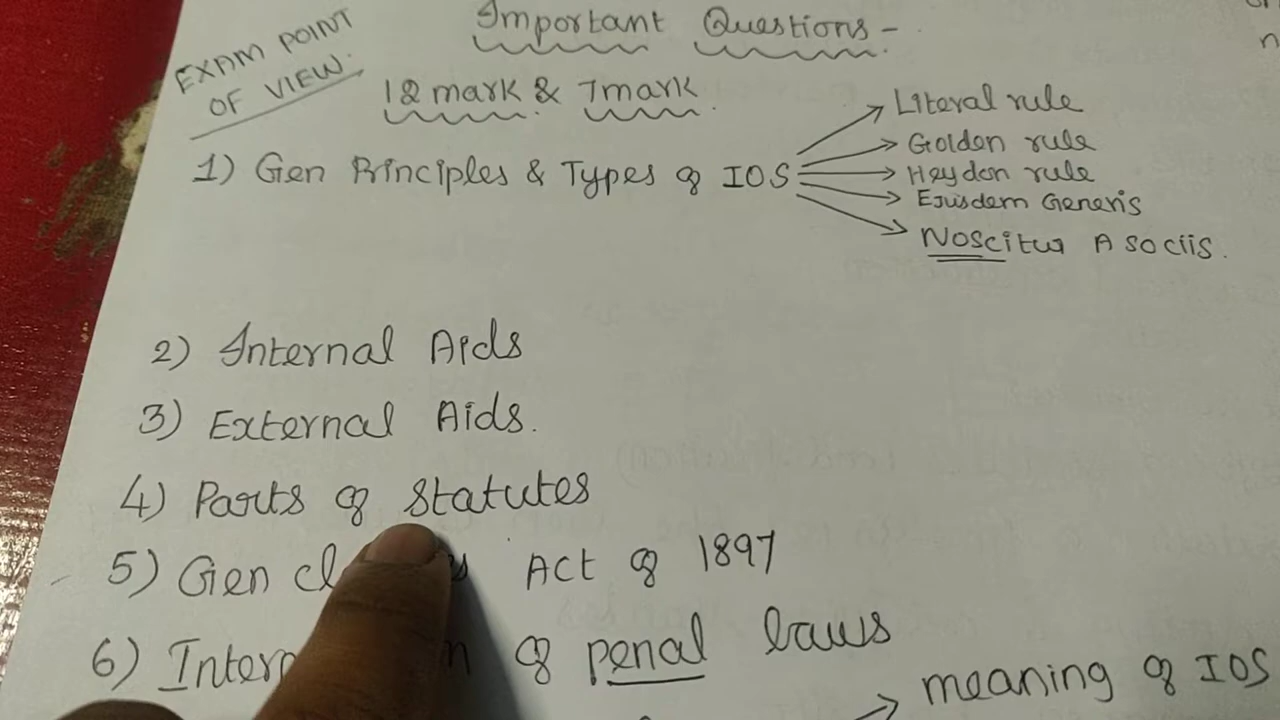 EXAM POINT
OF VIEW.
Important Questions -
12 mark & 7mark
1) Gen Principles & Types of IOS
Literal rule
Golden rule
Heydon rule
Ejusdem Generis
Noscitur A sociis.
2) Internal Aids
3) External Aids.
4) Parts of Statutes
5) Gen Act of 1897
6) of penal laws
meaning of IOS